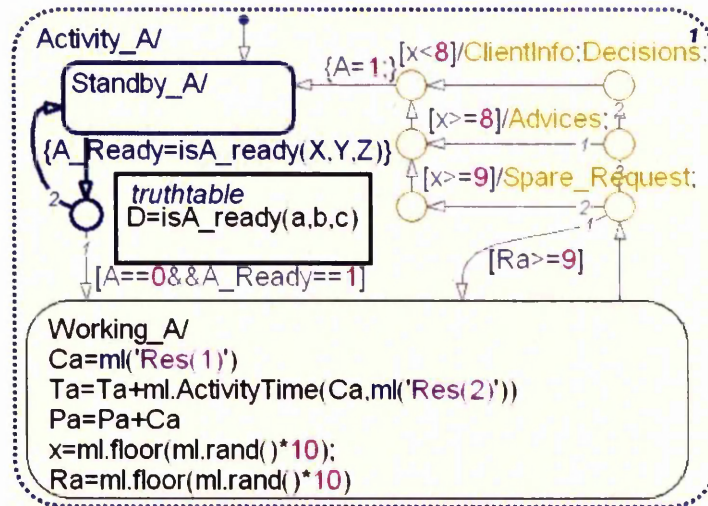 Activity_A/
1
{A=1;}
[x<8]/ClientInfo;Decisions;
Standby_A/
2
[x>=8]/Advices;
1
{A_Ready=isA_ready(X,Y,Z)}
2
[x>=9]/Spare_Request;
2
1
truthtable
D=isA_ready(a,b,c)
1
[A==0&&A_Ready==1]
[Ra>=9]
Working_A/
Ca=ml('Res(1)')
Ta=Ta+ml.ActivityTime(Ca,ml('Res(2)'))
Pa=Pa+Ca
x=ml.floor(ml.rand()*10);
Ra=ml.floor(ml.rand()*10)